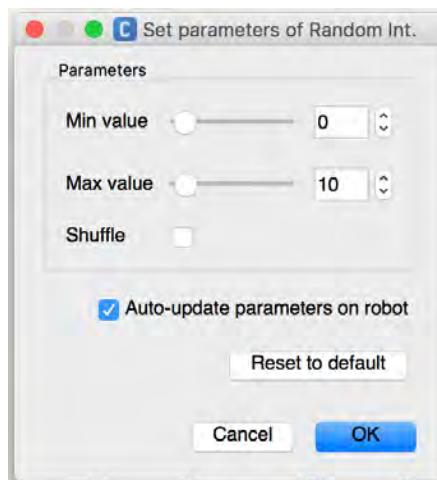 C Set parameters of Random Int.
Parameters
Min value 0
Max value 10
Shuffle
Auto-update parameters on robot
Reset to default
Cancel OK